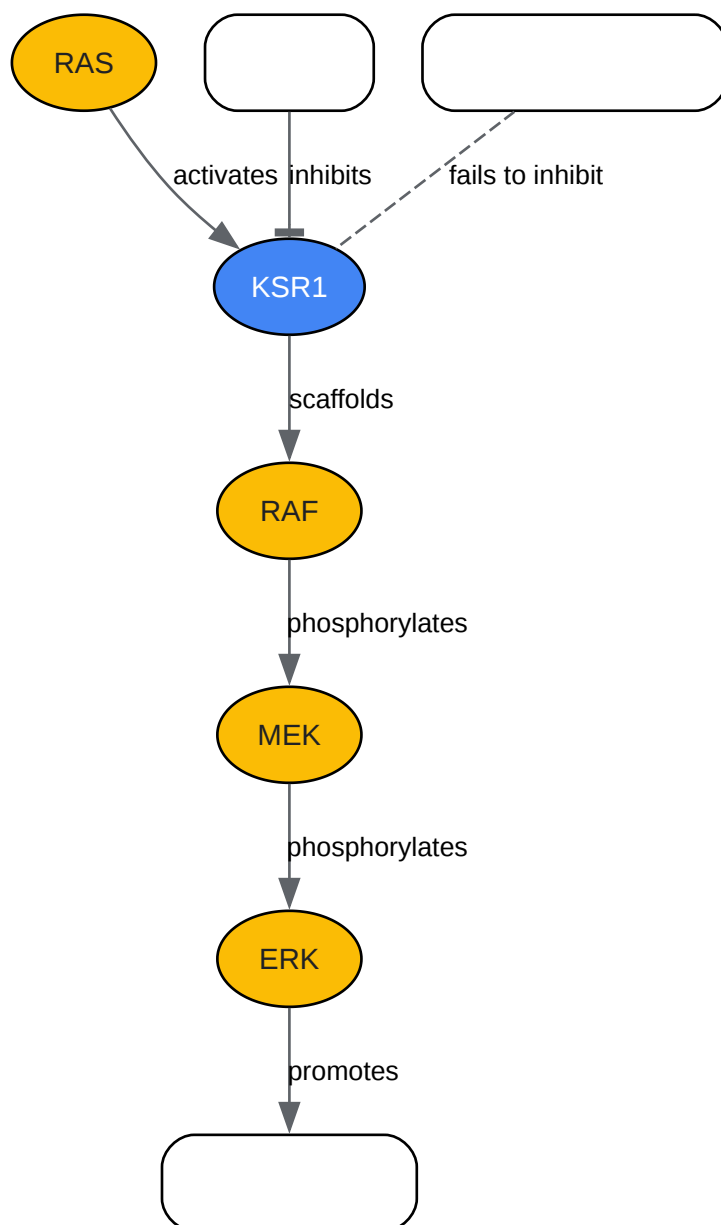 RAS
activates
inhibits
fails to inhibit
KSR1
scaffolds
RAF
phosphorylates
MEK
phosphorylates
ERK
promotes